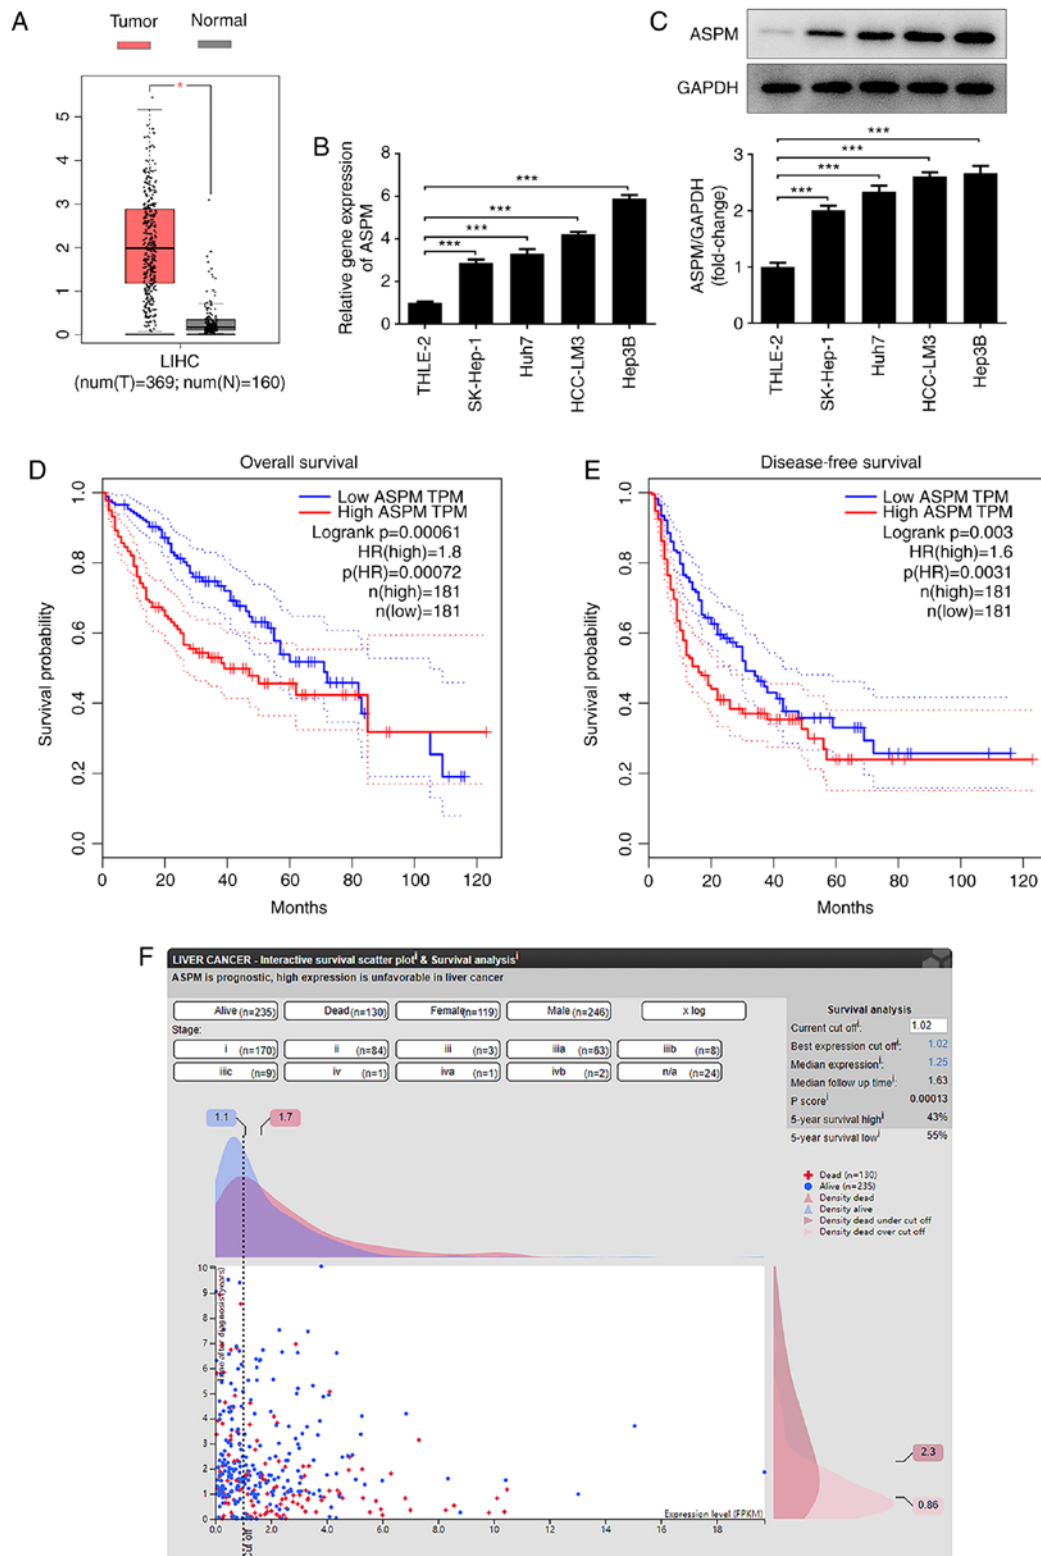 A
Tumor
Normal
*
5
4
3
2
1
0
LIHC
(num(T)=369; num(N)=160)
B
Relative gene expression
of ASPM
8
6
4
2
0
***
***
***
***
THLE-2
SK-Hep-1
Huh7
HCC-LM3
Hep3B
C
ASPM
GAPDH
ASPM/GAPDH
(fold-change)
3
2
1
0
***
***
***
***
THLE-2
SK-Hep-1
Huh7
HCC-LM3
Hep3B
D
Overall survival
Low ASPM TPM
High ASPM TPM
Logrank p=0.00061
HR(high)=1.8
p(HR)=0.00072
n(high)=181
n(low)=181
Survival probability
1.0
0.8
0.6
0.4
0.2
0.0
0 20 40 60 80 100 120
Months
E
Disease-free survival
Low ASPM TPM
High ASPM TPM
Logrank p=0.003
HR(high)=1.6
p(HR)=0.0031
n(high)=181
n(low)=181
Survival probability
1.0
0.8
0.6
0.4
0.2
0.0
0 20 40 60 80 100 120
Months
F
LIVER CANCER - Interactive survival scatter plot i & Survival analysis i
ASPM is prognostic, high expression is unfavorable in liver cancer
Alive (n=235) Dead (n=130) Female (n=119) Male (n=246) x log
Stage:
i (n=170) ii (n=84) iii (n=3) iiia (n=63) iiib (n=8)
iiic (n=9) iv (n=1) iva (n=1) ivb (n=2) n/a (n=24)
Survival analysis
Current cut off i: 1.02
Best expression cut off i: 1.02
Median expression i: 1.25
Median follow up time i: 1.63
P score i 0.00013
5-year survival high i 43%
5-year survival low i 55%
1.1 1.7
Dead (n=130)
Alive (n=235)
Density dead
Density alive
Density dead under cut off
Density dead over cut off
10
9
8
7
6
5
4
3
2
1
0
after diagnosis (years)
2.3
0.86
Expression level (FPKM)
0.0 2.0 4.0 6.0 8.0 10 12 14 16 18
Cut off